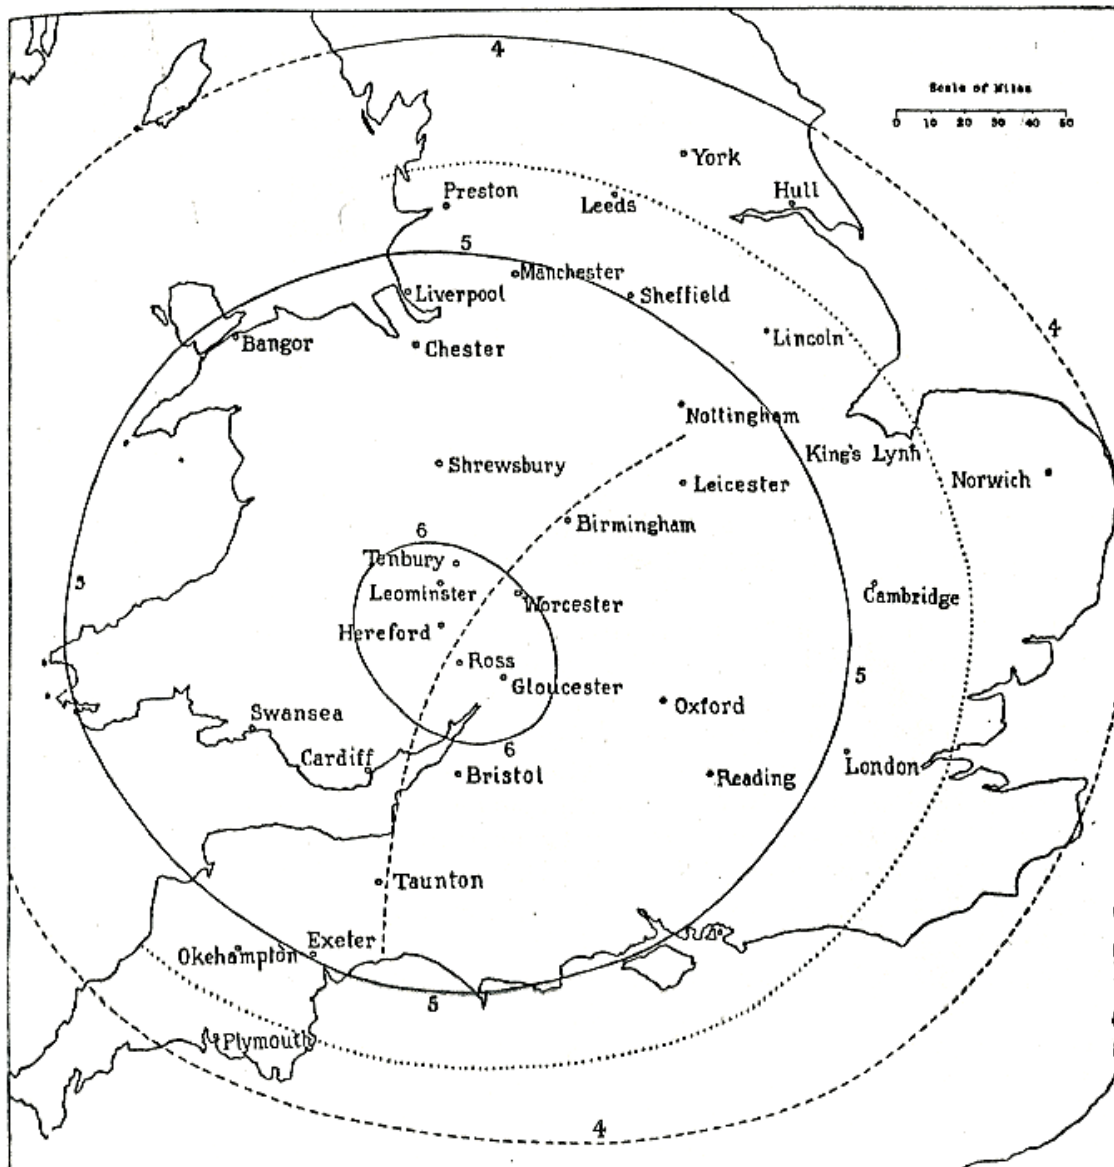 4
Scale of Miles
0 10 20 30 40 50
York
Preston
Leeds
Hull
5
Manchester
Liverpool
Sheffield
4
Bangor
Chester
Lincoln
Nottingham
King's Lynn
Shrewsbury
Leicester
Norwich
Birmingham
6
Tenbury
5
Leominster
Worcester
Cambridge
Hereford
Ross
Gloucester
5
Oxford
Swansea
6
Cardiff
Bristol
Reading
London
Taunton
Exeter
Okehampton
5
Plymouth
4